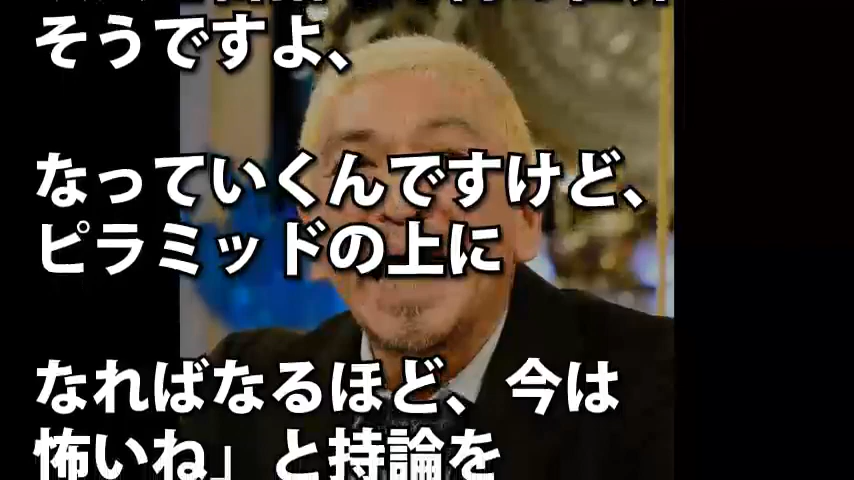 そうですよ、
なっていくんですけど、
ピラミッドの上に
なればなるほど、今は
怖いね」と持論を